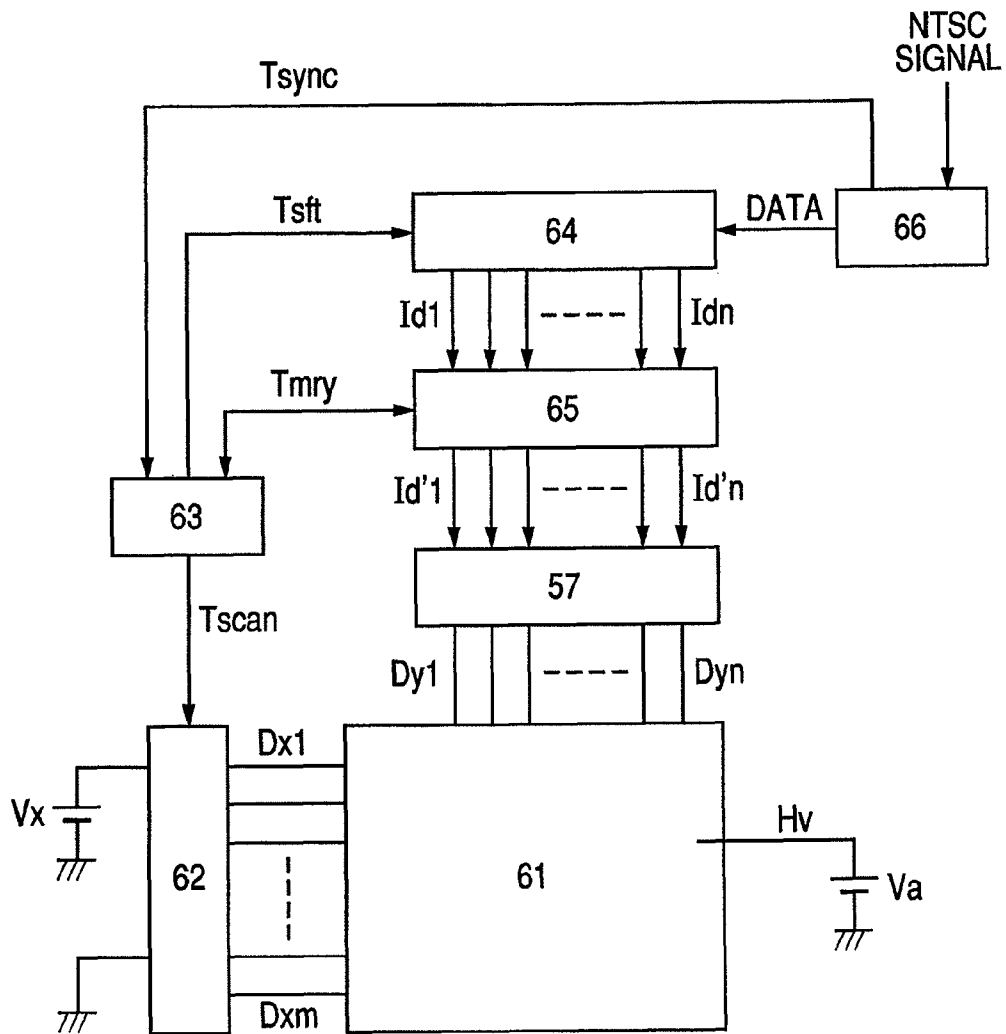 NTSC
SIGNAL
Tsync
Tsft
64
DATA
66
Id1
Idn
Tmry
65
63
Id'1
Id'n
57
Tscan
Dy1
Dyn
Dx1
Vx
62
61
Hv
Va
Dxm